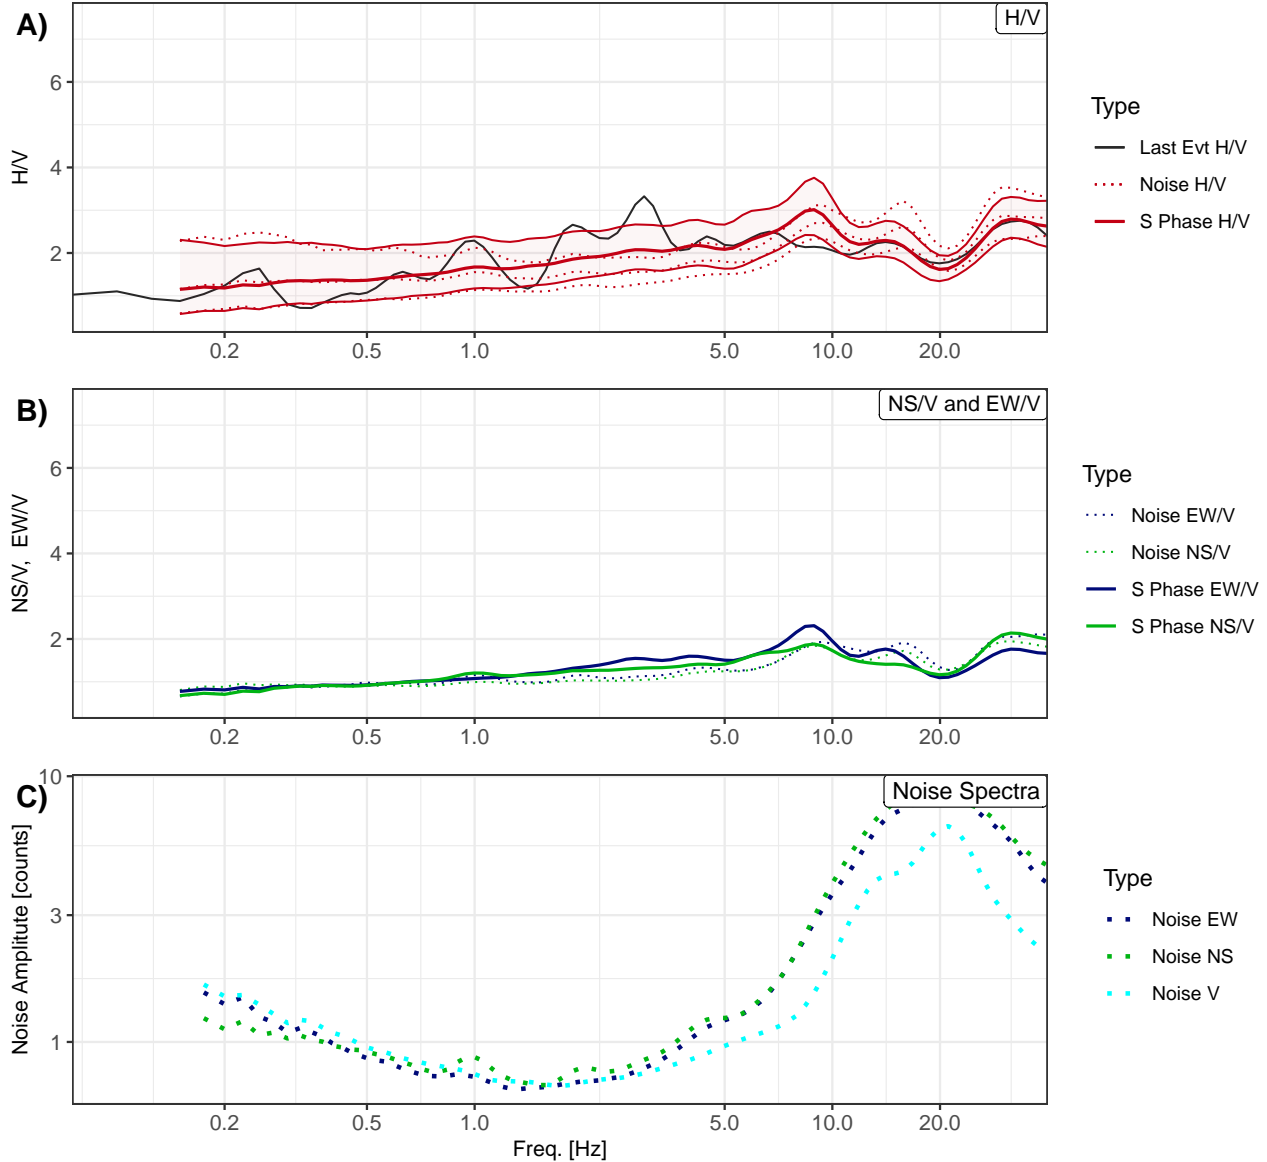 A)
H/V
H/V
6
4
2
0.2 0.5 1.0 5.0 10.0 20.0
Type
Last Evt H/V
Noise H/V
S Phase H/V
B)
NS/V and EW/V
NS/V, EW/V
6
4
2
0.2 0.5 1.0 5.0 10.0 20.0
Type
Noise EW/V
Noise NS/V
S Phase EW/V
S Phase NS/V
C)
Noise Spectra
Noise Amplitute [counts]
10
3
1
0.2 0.5 1.0 5.0 10.0 20.0
Freq. [Hz]
Type
Noise EW
Noise NS
Noise V